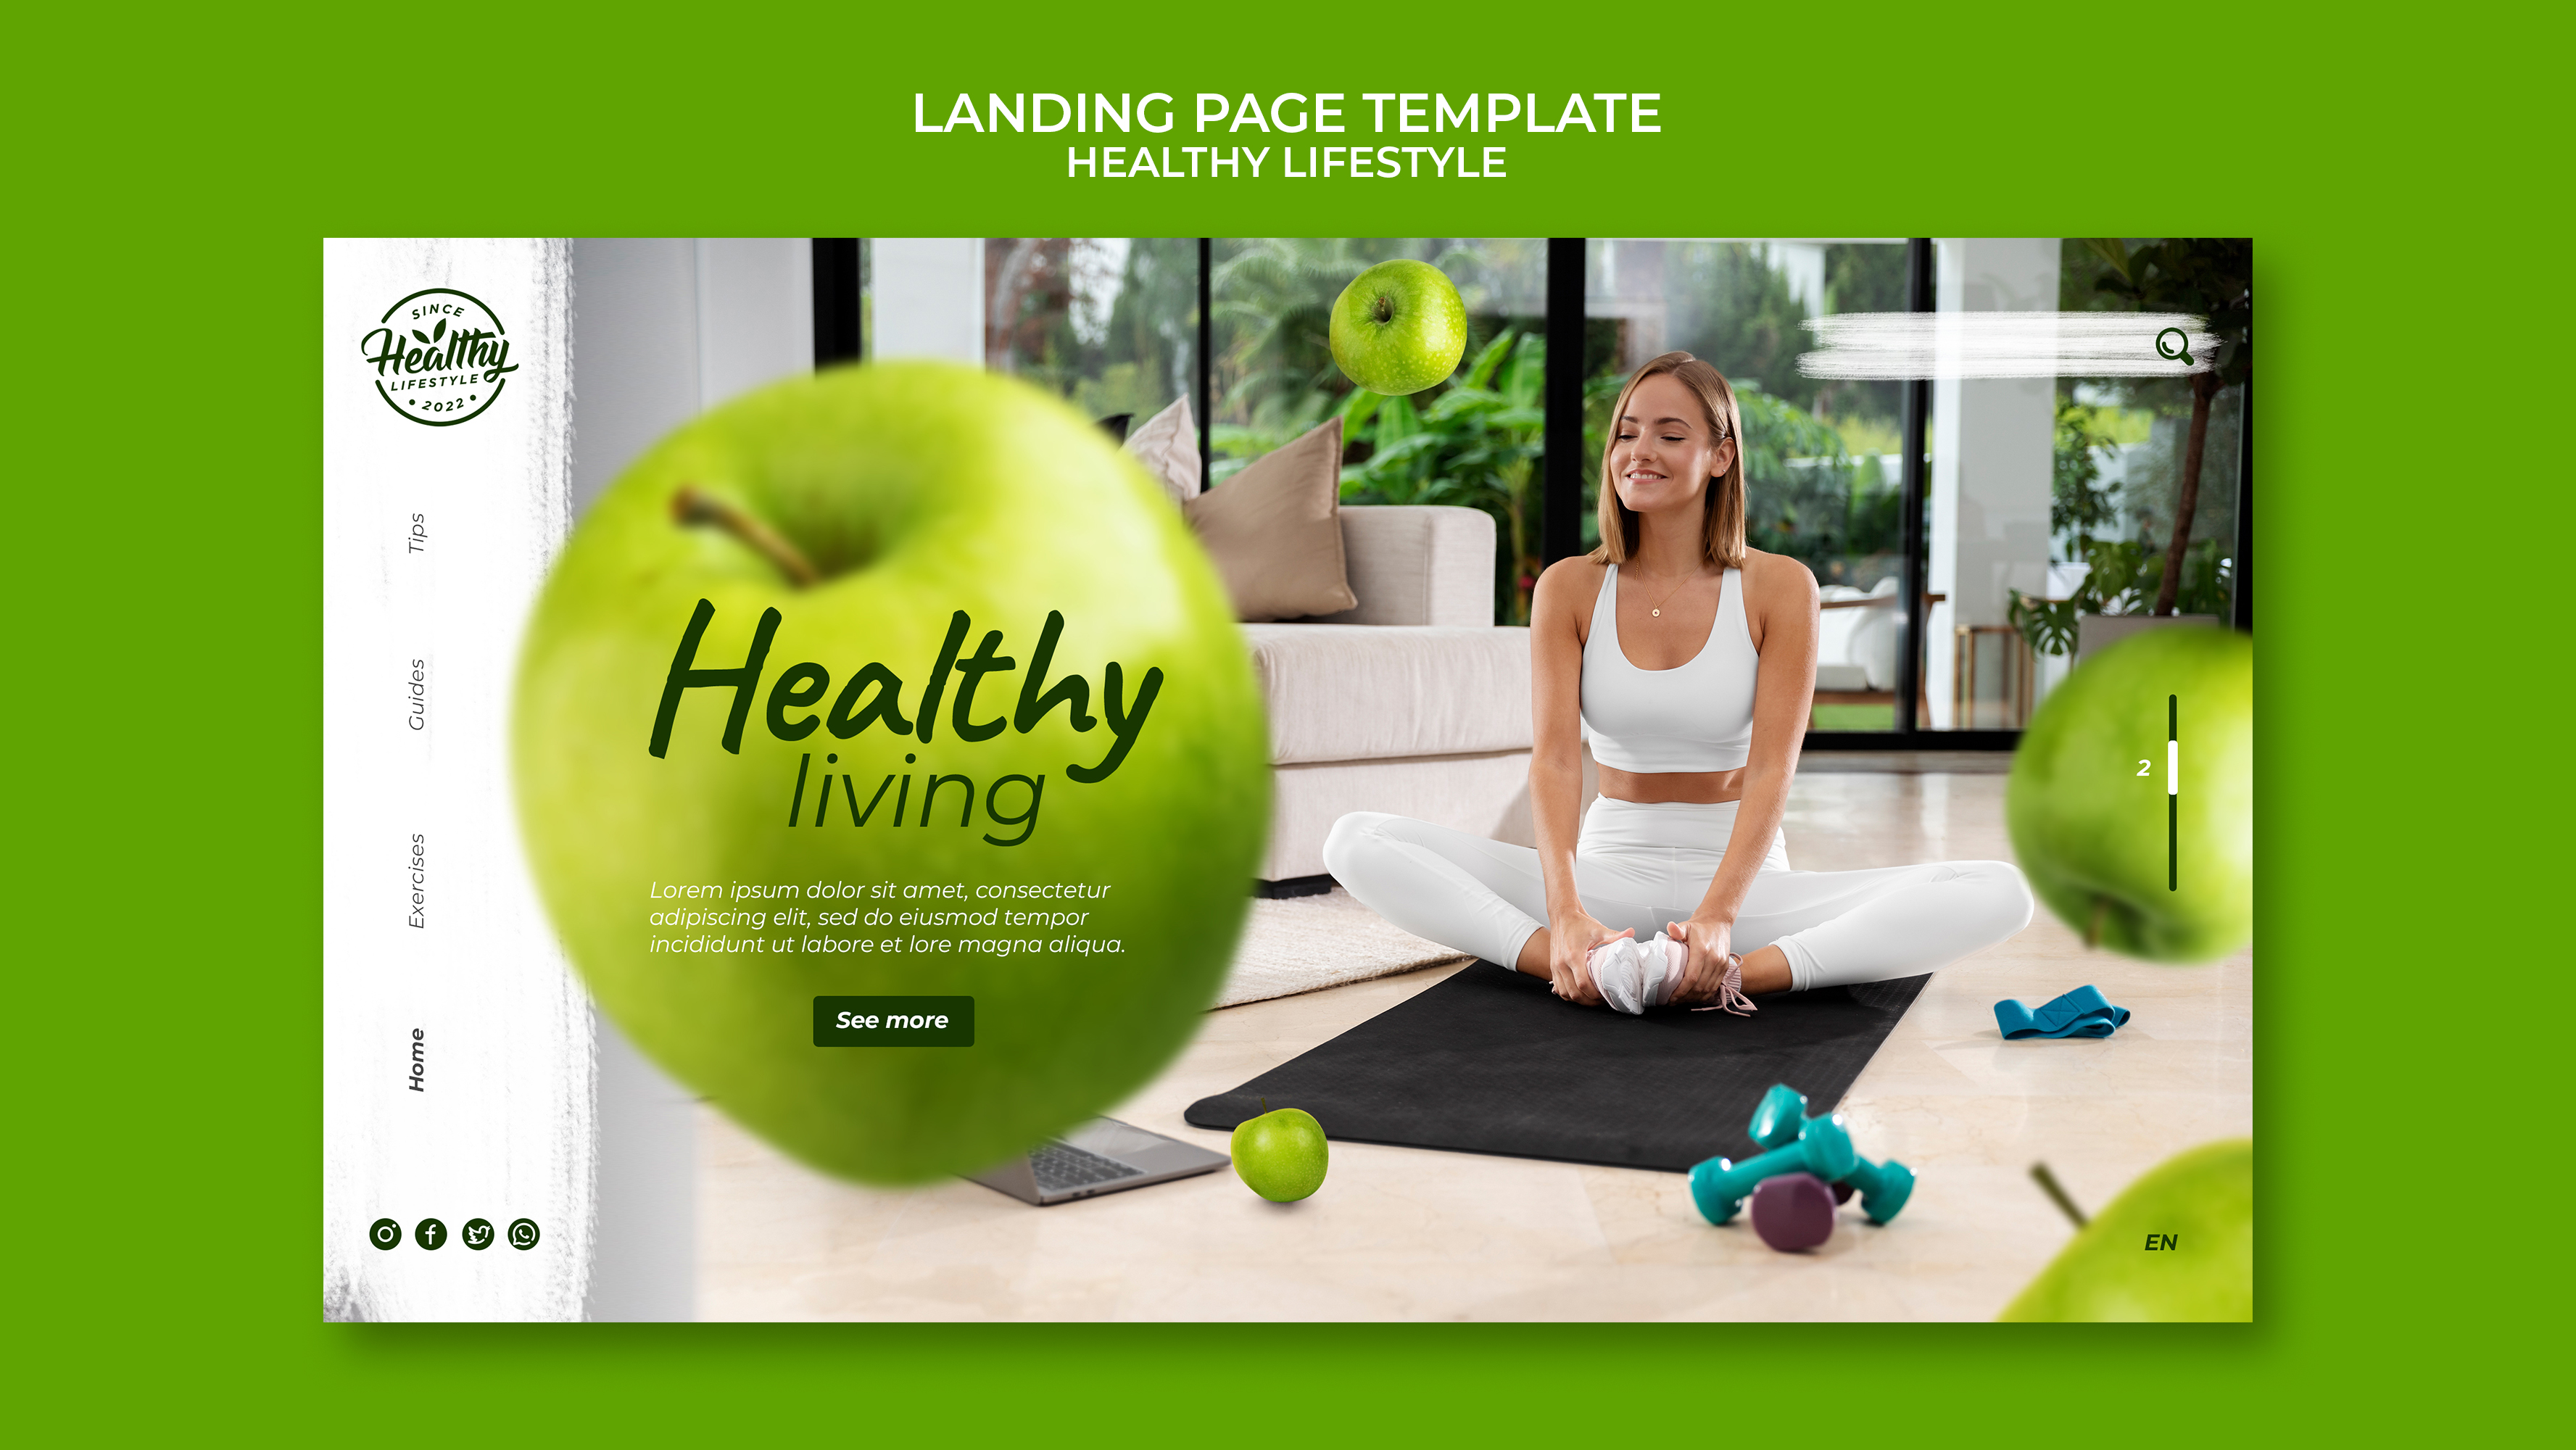 LANDING PAGE TEMPLATE
HEALTHY LIFESTYLE
SINCE
Healthy
LIFESTYLE
2022
Tips
Guides
Exercises
Home
Healthy
living
Lorem ipsum dolor sit amet, consectetur
adipiscing elit, sed do eiusmod tempor
incididunt ut labore et lore magna aliqua.
See more
2
EN